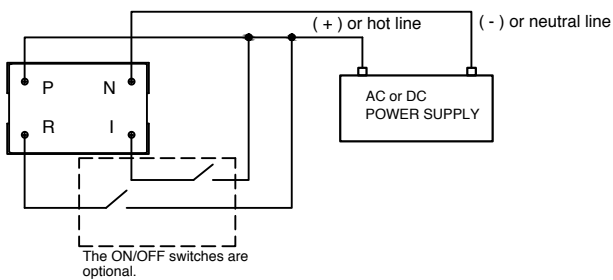 ( + ) or hot line
( - ) or neutral line
P
N
R
I
AC or DC
POWER SUPPLY
The ON/OFF switches are
optional.